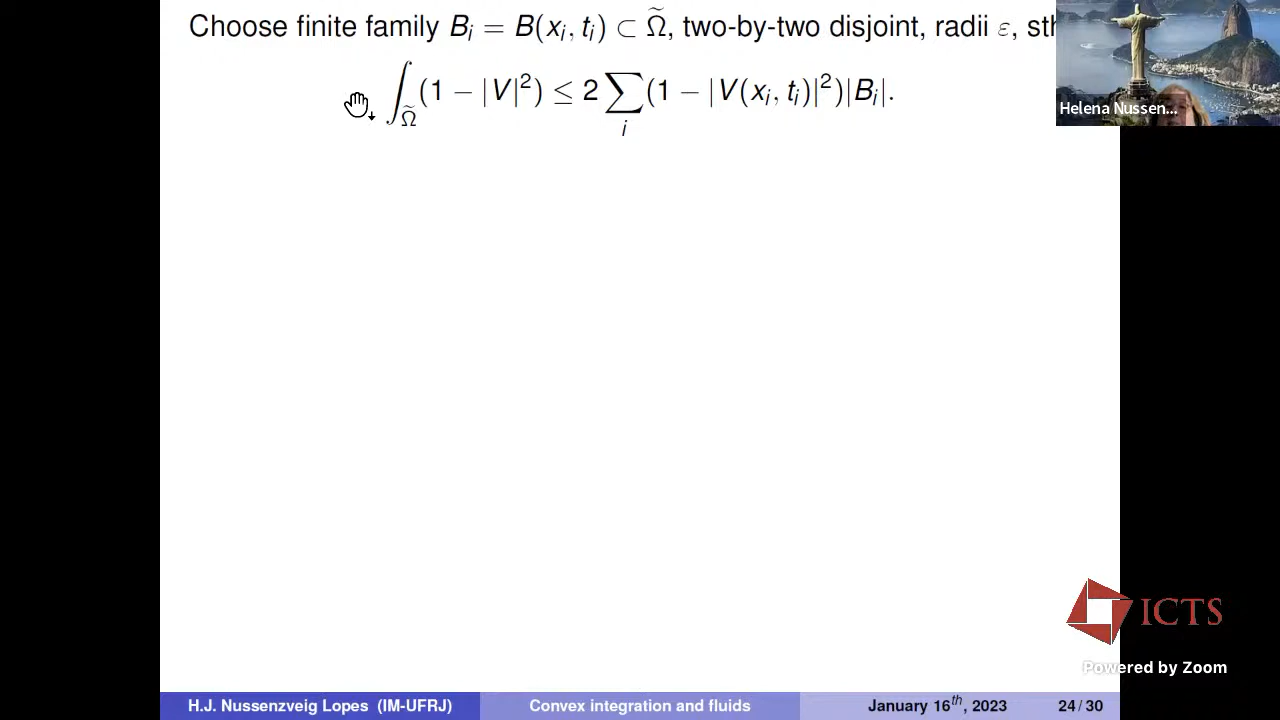 Choose finite family B_i = B(x_i, t_i) ⊂ Ω̃, two-by-two disjoint, radii ε, sth
∫_Ω̃ (1 − |V|²) ≤ 2 ∑_i (1 − |V(x_i, t_i)|²)|B_i|.
Helena Nussen...
ICTS
Powered by Zoom
H.J. Nussenzveig Lopes (IM-UFRJ) Convex integration and fluids January 16th, 2023 24 / 30